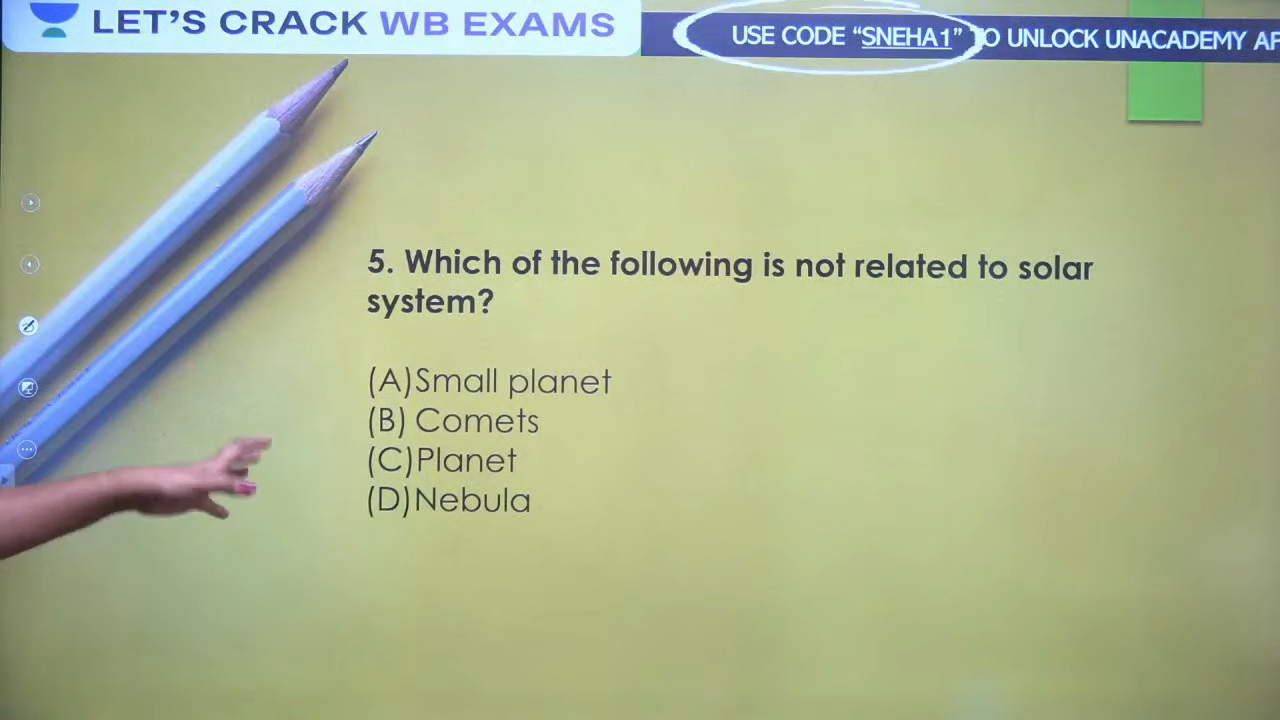 LET'S CRACK WB EXAMS
USE CODE “SNEHA1” TO UNLOCK UNACADEMY
5. Which of the following is not related to solar
system?
(A)Small planet
(B) Comets
(C)Planet
(D)Nebula